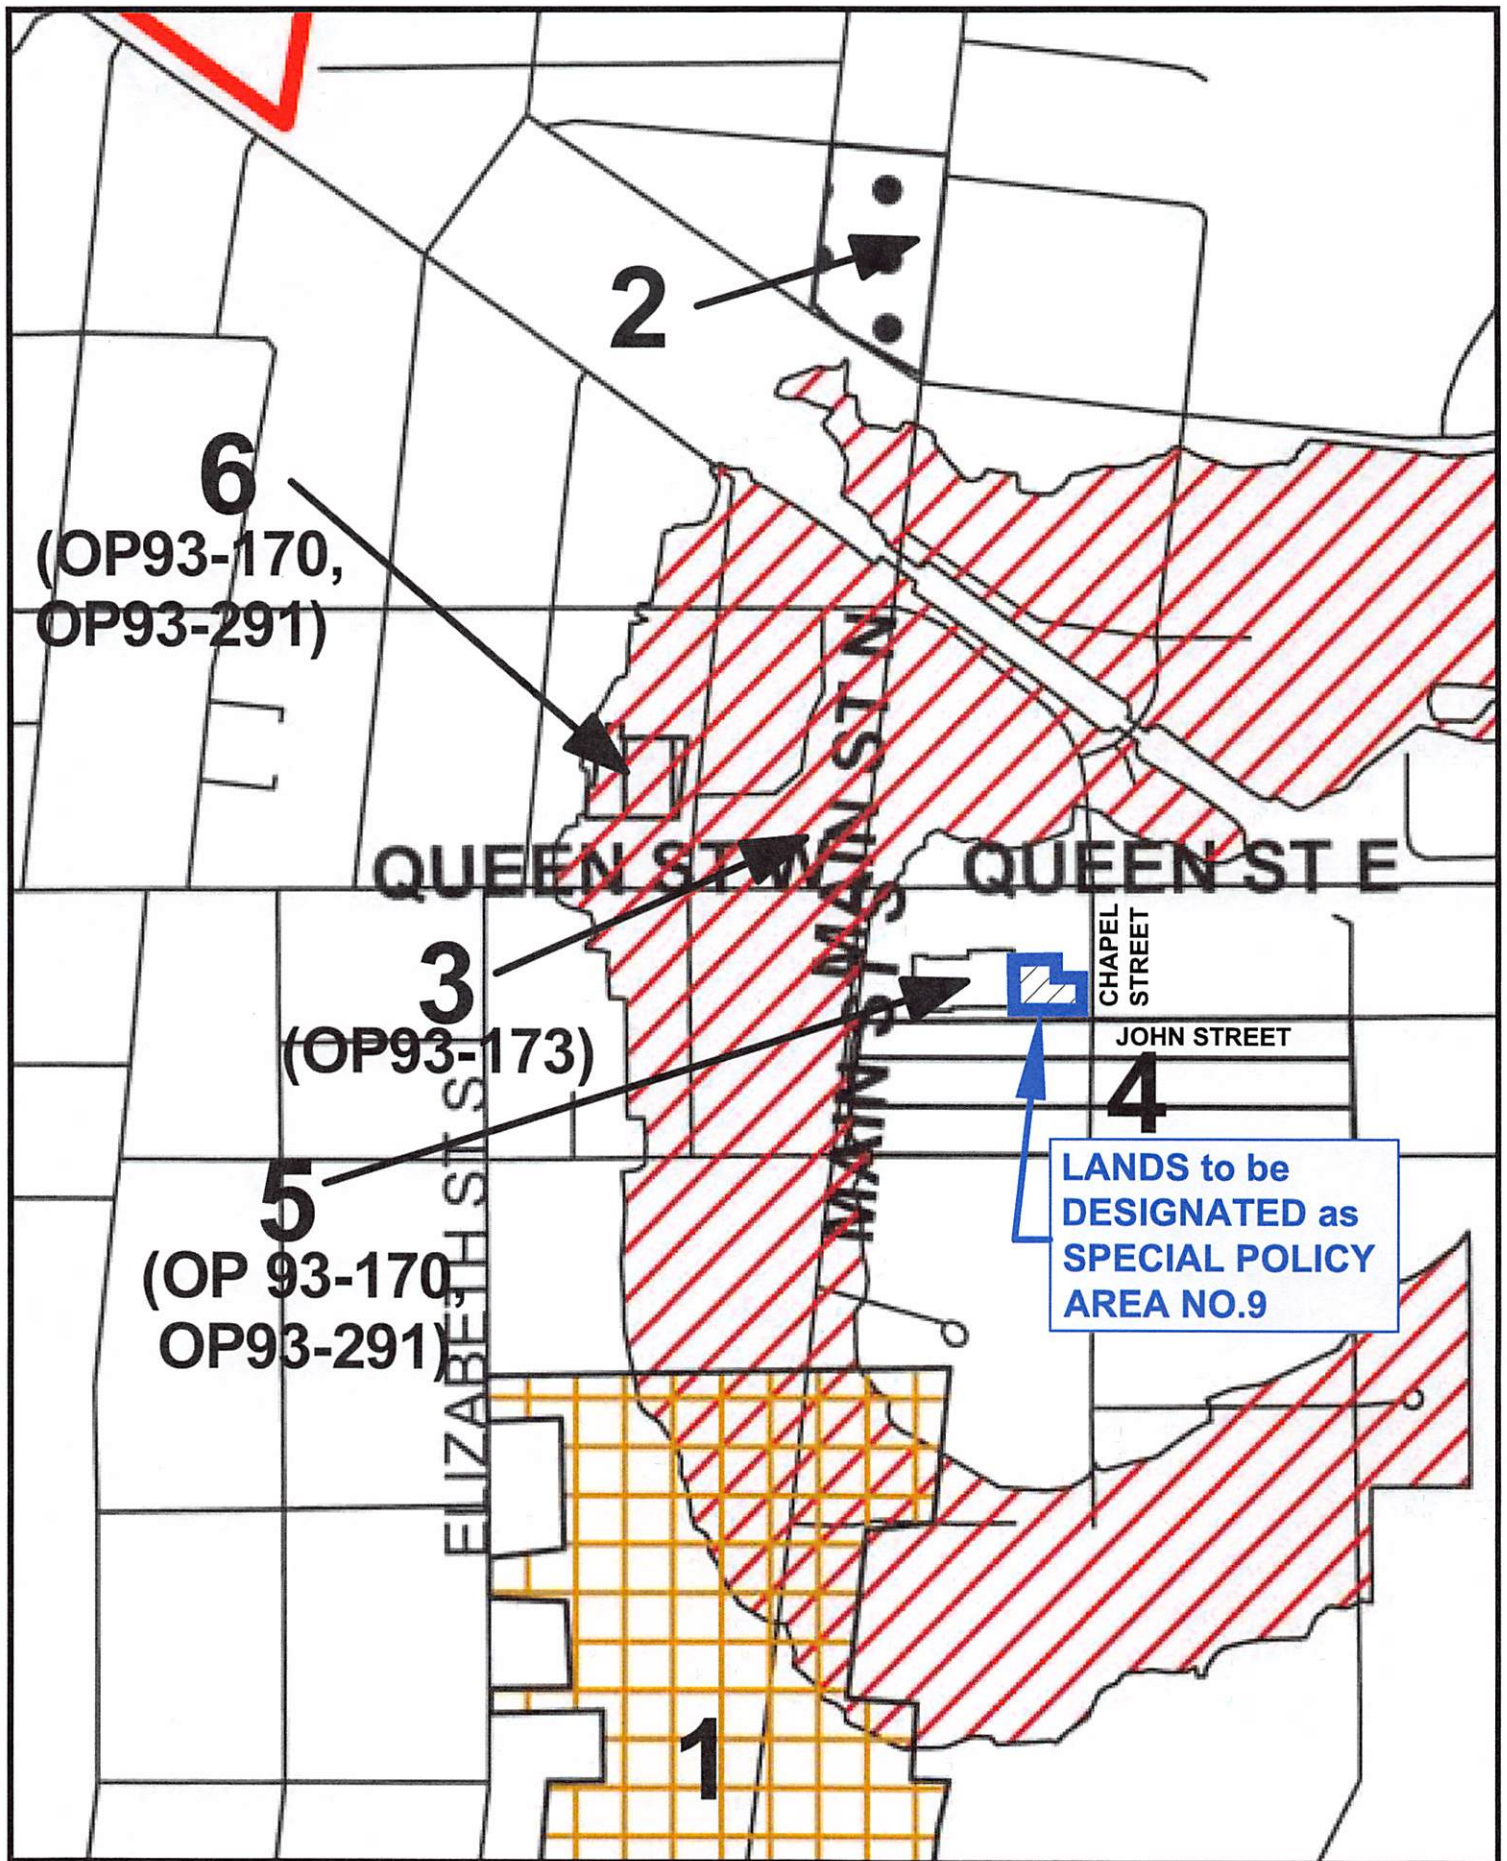 2
6
(OP93-170,
OP93-291)
MAIN ST N
QUEEN ST W
QUEEN ST E
3
(OP93-173)
CHAPEL
STREET
JOHN STREET
4
MAIN ST S
5
(OP 93-170,
OP93-291)
ELIZABETH ST S
LANDS to be
DESIGNATED as
SPECIAL POLICY
AREA NO.9
1